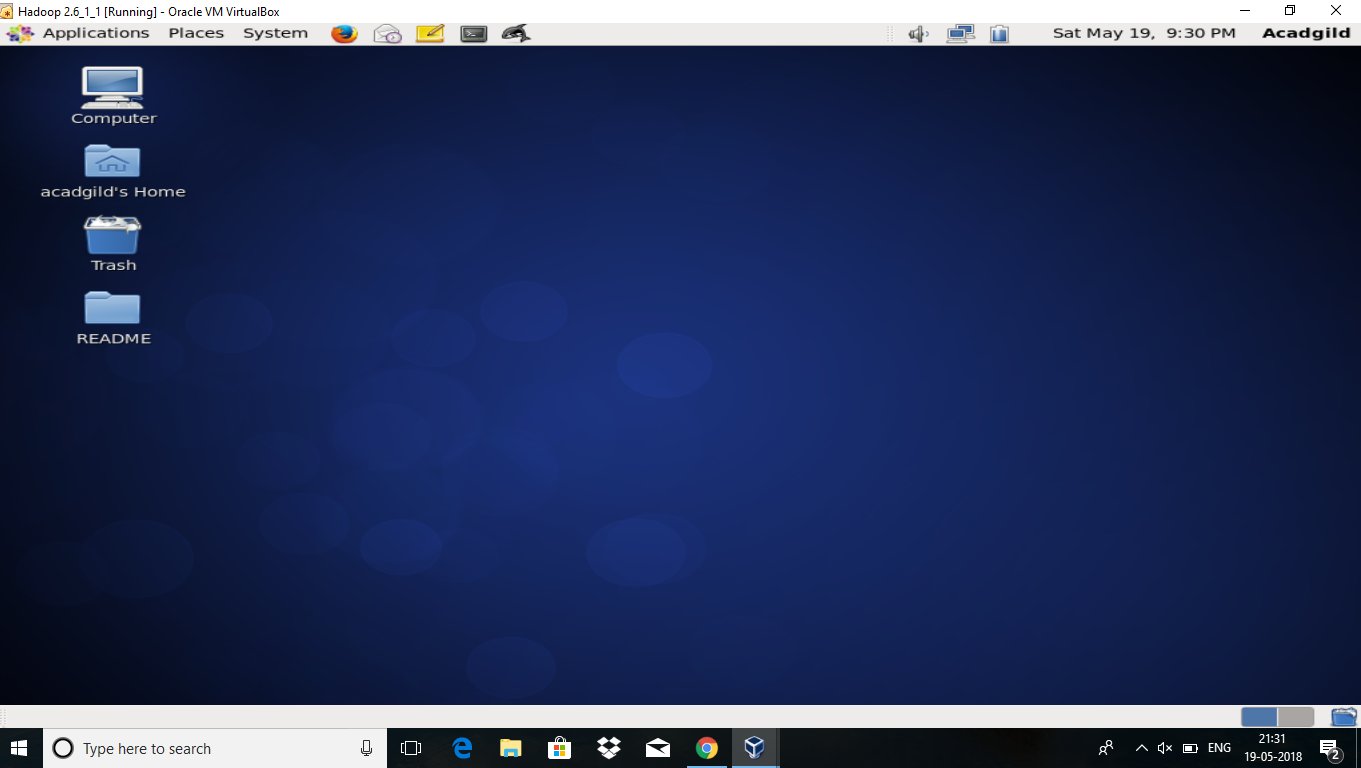 Hadoop 2.6_1_1 [Running] - Oracle VM VirtualBox
Applications Places System Sat May 19, 9:30 PM Acadgild
Computer
acadgild's Home
Trash
README
Type here to search
ENG
21:31
19-05-2018
2